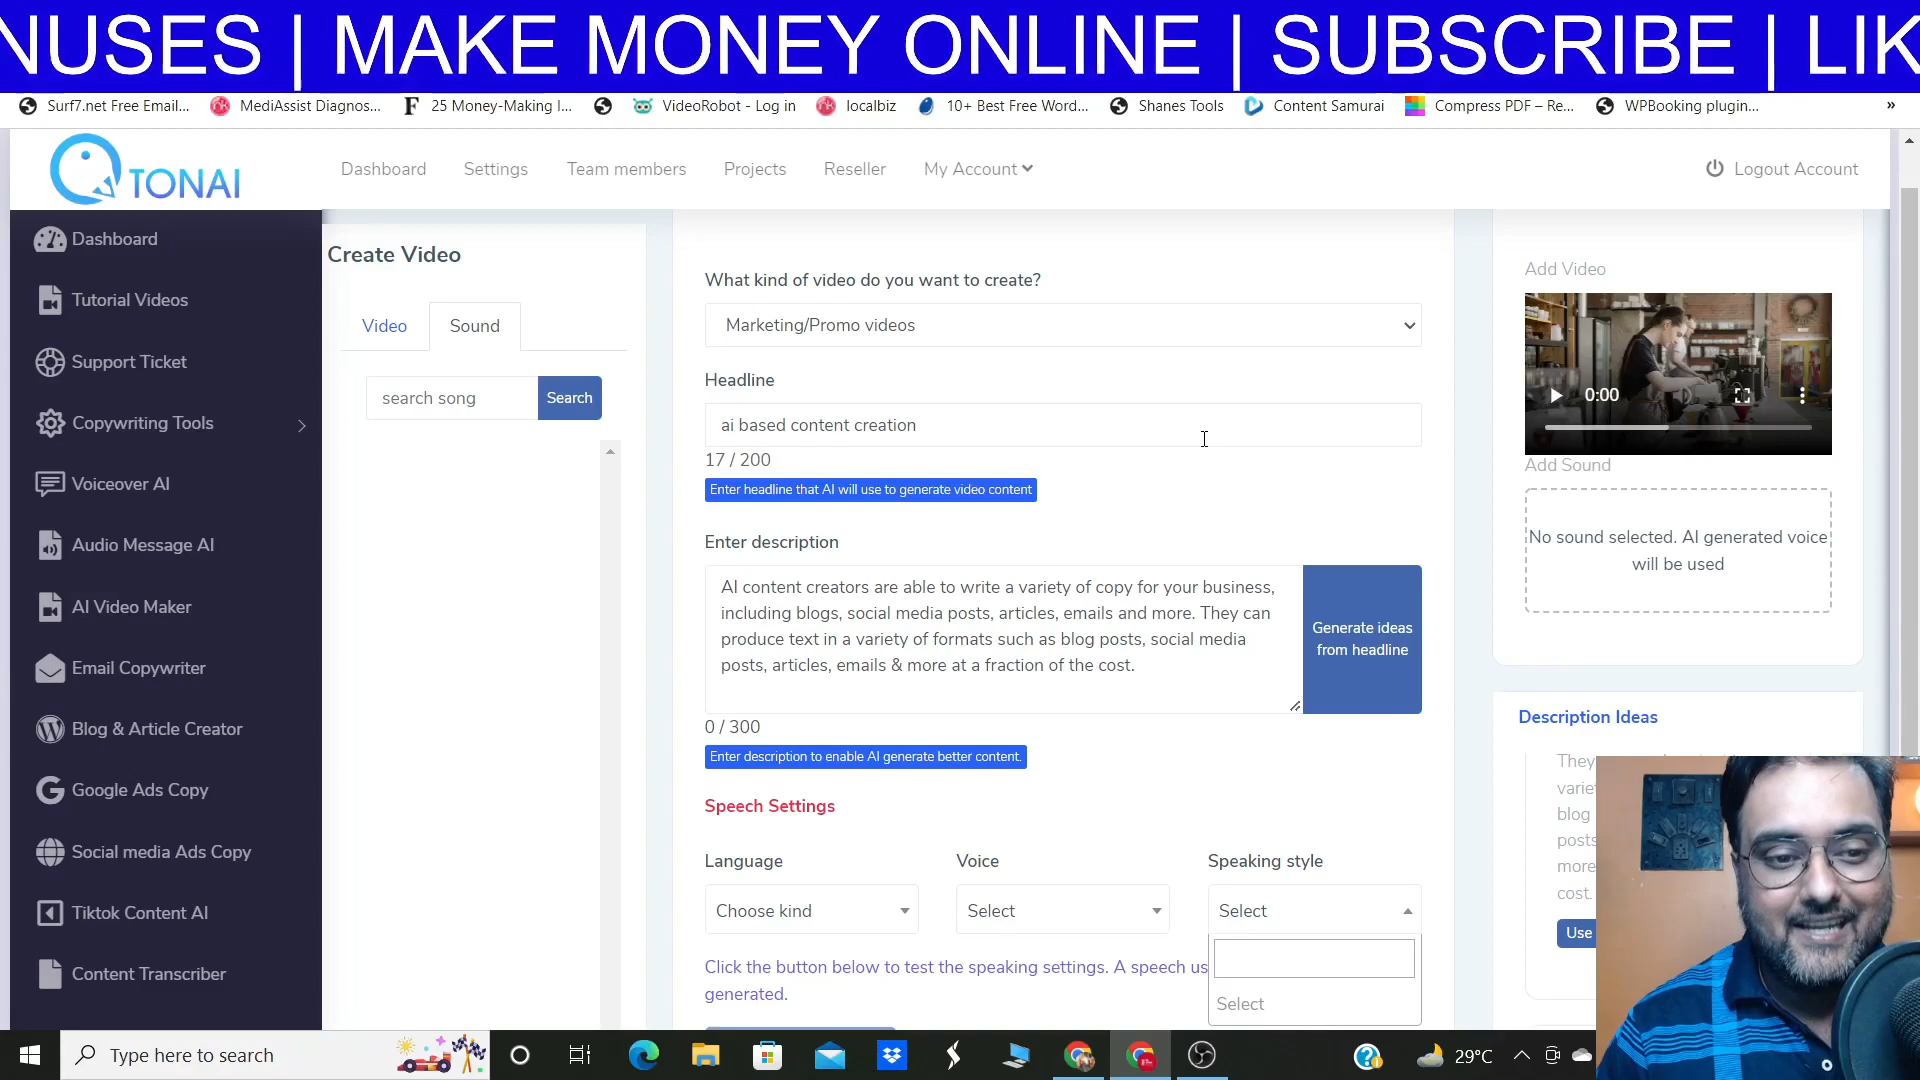 NUSES | MAKE MONEY ONLINE | SUBSCRIBE | LIK
Surf7.net Free Email...
MediAssist Diagnos...
25 Money-Making I...
VideoRobot - Log in
localbiz
10+ Best Free Word...
Shanes Tools
Content Samurai
Compress PDF – Re...
WPBooking plugin...
»
TONAI
Dashboard
Settings
Team members
Projects
Reseller
My Account
Logout Account
Dashboard
Tutorial Videos
Support Ticket
Copywriting Tools
Voiceover AI
Audio Message AI
AI Video Maker
Email Copywriter
Blog & Article Creator
Google Ads Copy
Social media Ads Copy
Tiktok Content AI
Content Transcriber
Create Video
Video
Sound
search song
Search
What kind of video do you want to create?
Marketing/Promo videos
Headline
ai based content creation
17 / 200
Enter headline that AI will use to generate video content
Enter description
AI content creators are able to write a variety of copy for your business,
including blogs, social media posts, articles, emails and more. They can
produce text in a variety of formats such as blog posts, social media
posts, articles, emails & more at a fraction of the cost.
Generate ideas
from headline
0 / 300
Enter description to enable AI generate better content.
Speech Settings
Language
Voice
Speaking style
Choose kind
Select
Select
Select
Click the button below to test the speaking settings. A speech us
generated.
Add Video
0:00
Add Sound
No sound selected. AI generated voice
will be used
Description Ideas
They
varie
blog
posts
more
cost.
Use
Type here to search
29°C